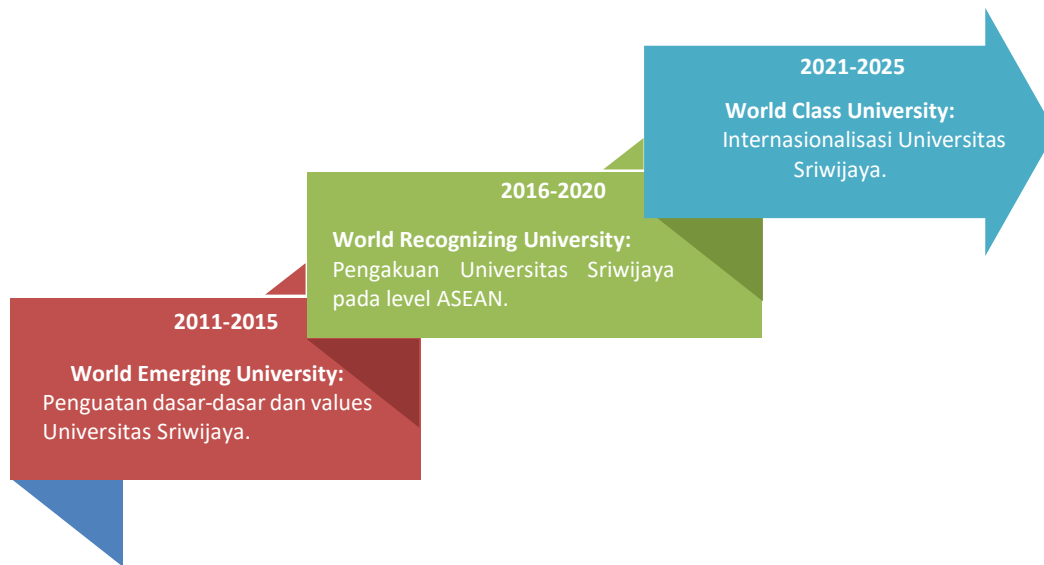 2021-2025
World Class University:
Internasionalisasi Universitas
Sriwijaya.
2016-2020
World Recognizing University:
Pengakuan Universitas Sriwijaya
pada level ASEAN.
2011-2015
World Emerging University:
Penguatan dasar-dasar dan values
Universitas Sriwijaya.